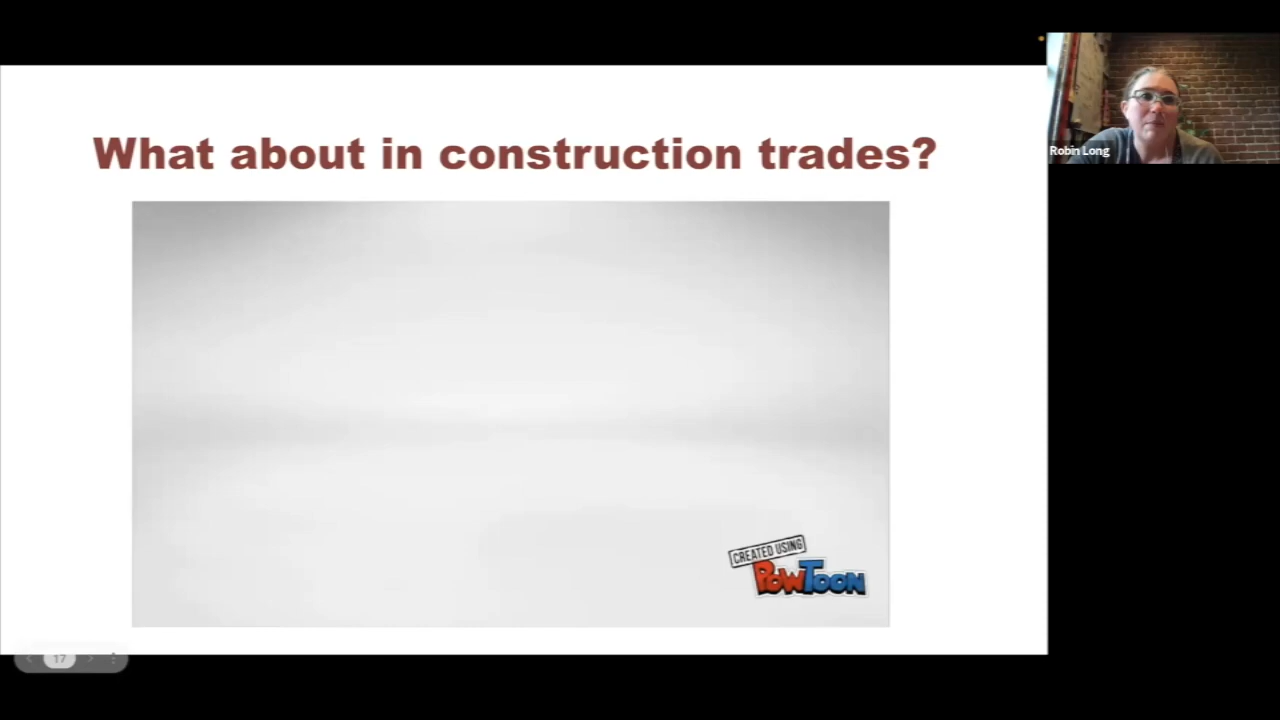 What about in construction trades?
Robin Long
CREATED USING
POWTOON
17